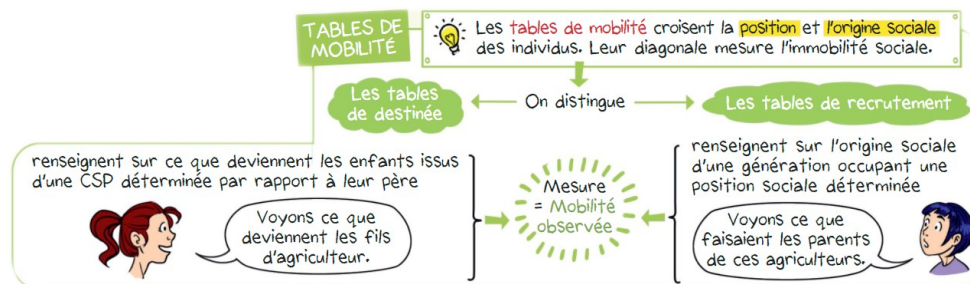 TABLES DE
MOBILITÉ
Les tables de mobilité croisent la position et l'origine sociale
des individus. Leur diagonale mesure l'immobilité sociale.
Les tables
de destinée
On distingue
Les tables de recrutement
renseignent sur ce que deviennent les enfants issus
d'une CSP déterminée par rapport à leur père
Voyons ce que
deviennent les fils
d'agriculteur.
Mesure
= Mobilité
observée
renseignent sur l'origine sociale
d'une génération occupant une
position sociale déterminée
Voyons ce que
faisaient les parents
de ces agriculteurs.